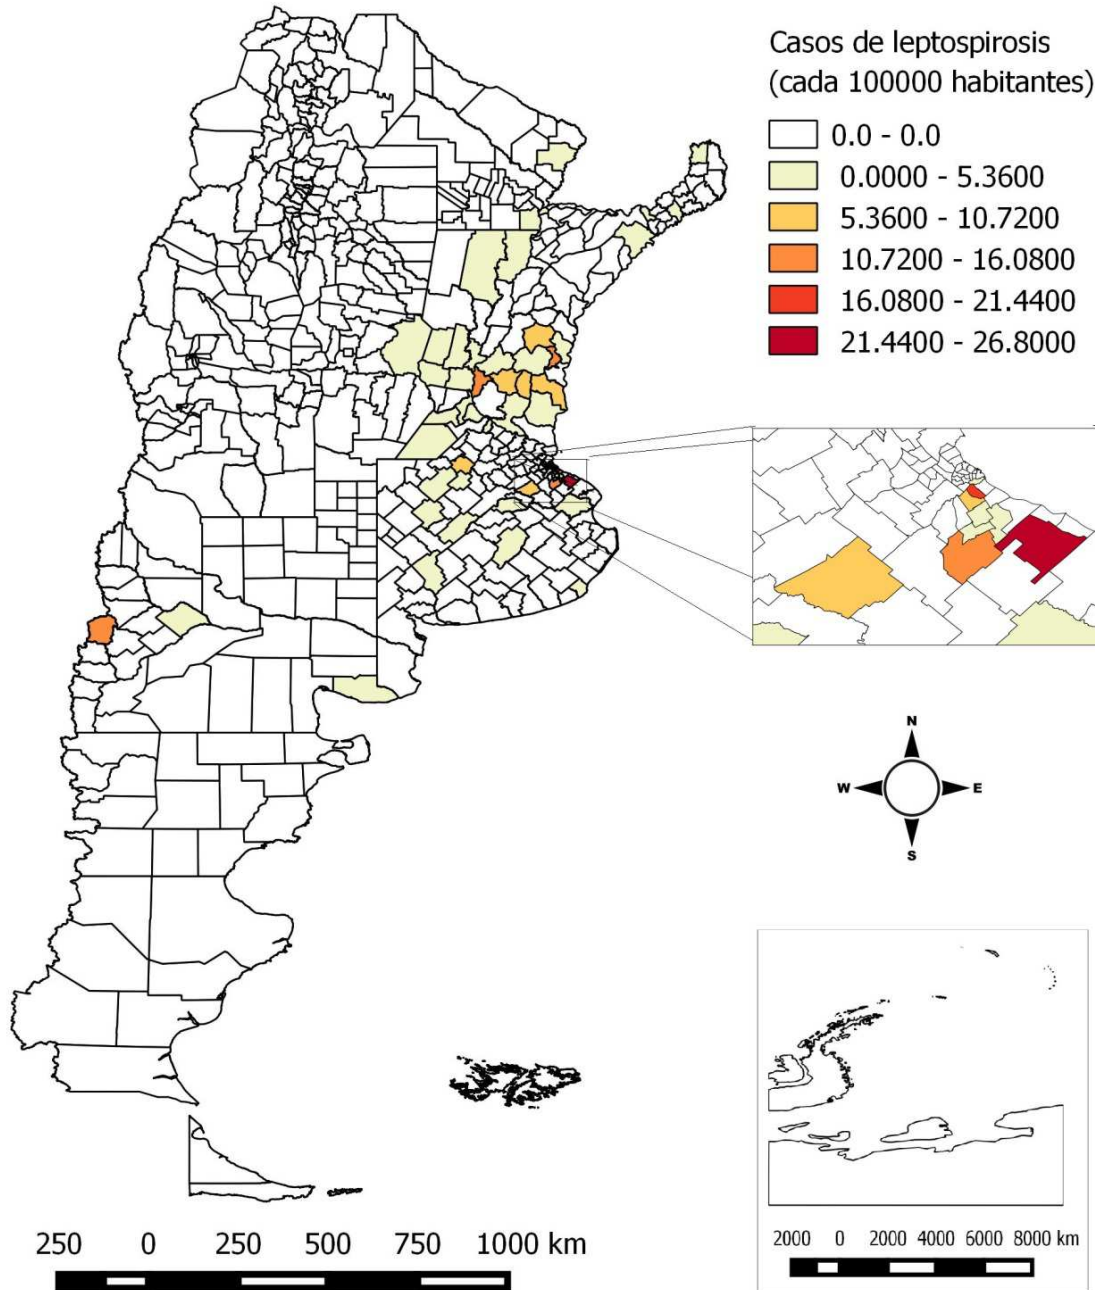 Casos de leptospirosis
(cada 100000 habitantes)
0.0 - 0.0
0.0000 - 5.3600
5.3600 - 10.7200
10.7200 - 16.0800
16.0800 - 21.4400
21.4400 - 26.8000
N
W E
S
250 0 250 500 750 1000 km
2000 0 2000 4000 6000 8000 km